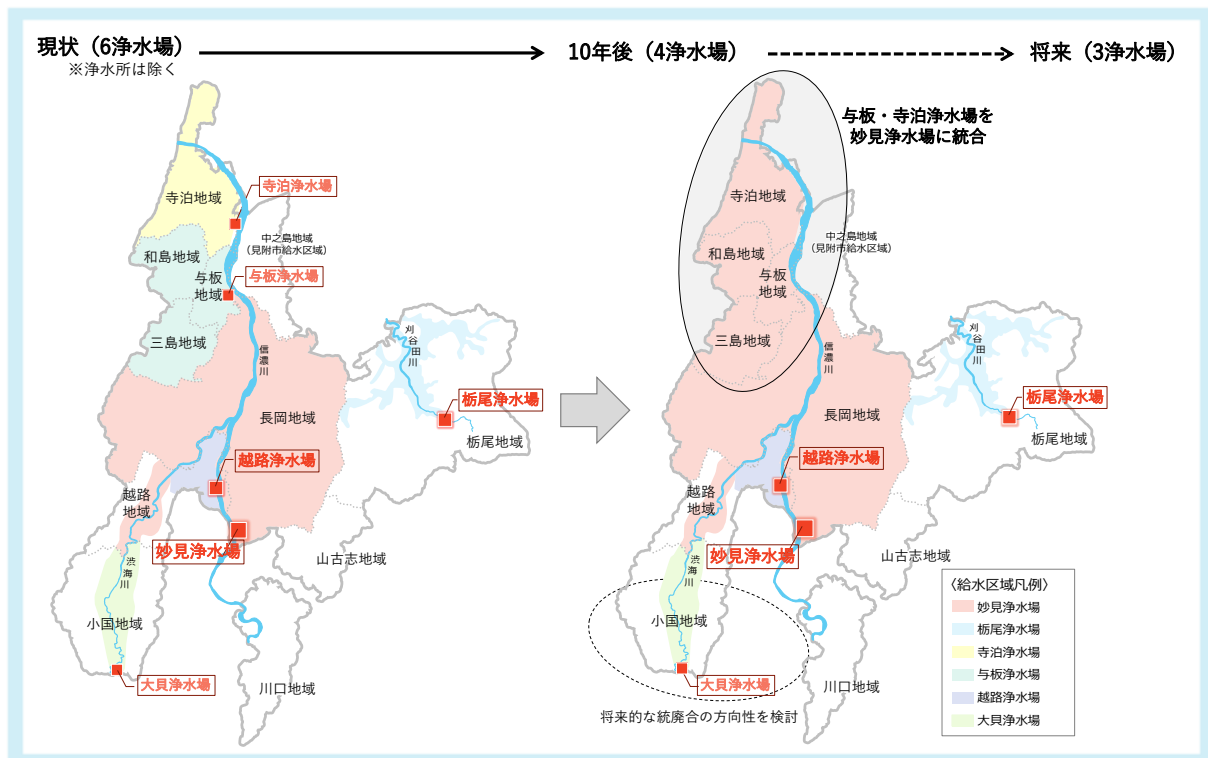 現状（6浄水場）
※浄水所は除く
10年後（4浄水場）
将来（3浄水場）
寺泊地域
寺泊浄水場
中之島地域
（見附市給水区域）
和島地域
与板
地域
与板浄水場
三島地域
信濃川
刈谷田川
長岡地域
栃尾浄水場
栃尾地域
越路浄水場
越路
地域
妙見浄水場
山古志地域
渋海川
小国地域
大貝浄水場
川口地域
与板・寺泊浄水場を
妙見浄水場に統合
寺泊地域
中之島地域
（見附市給水区域）
和島地域
与板
地域
三島地域
信濃川
刈谷田川
長岡地域
栃尾浄水場
栃尾地域
越路浄水場
越路
地域
妙見浄水場
山古志地域
渋海川
小国地域
大貝浄水場
川口地域
将来的な統廃合の方向性を検討
〈給水区域凡例〉
妙見浄水場
栃尾浄水場
寺泊浄水場
与板浄水場
越路浄水場
大貝浄水場